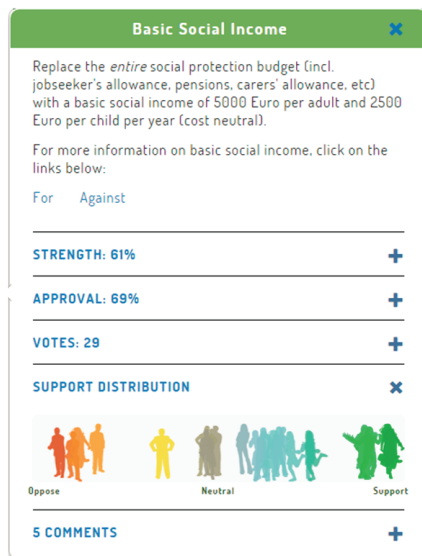 Basic Social Income
Replace the entire social protection budget (incl.
jobseeker's allowance, pensions, carers' allowance, etc)
with a basic social income of 5000 Euro per adult and 2500
Euro per child per year (cost neutral).
For more information on basic social income, click on the
links below:
For Against
STRENGTH: 61%
APPROVAL: 69%
VOTES: 29
SUPPORT DISTRIBUTION
Oppose Neutral Support
5 COMMENTS